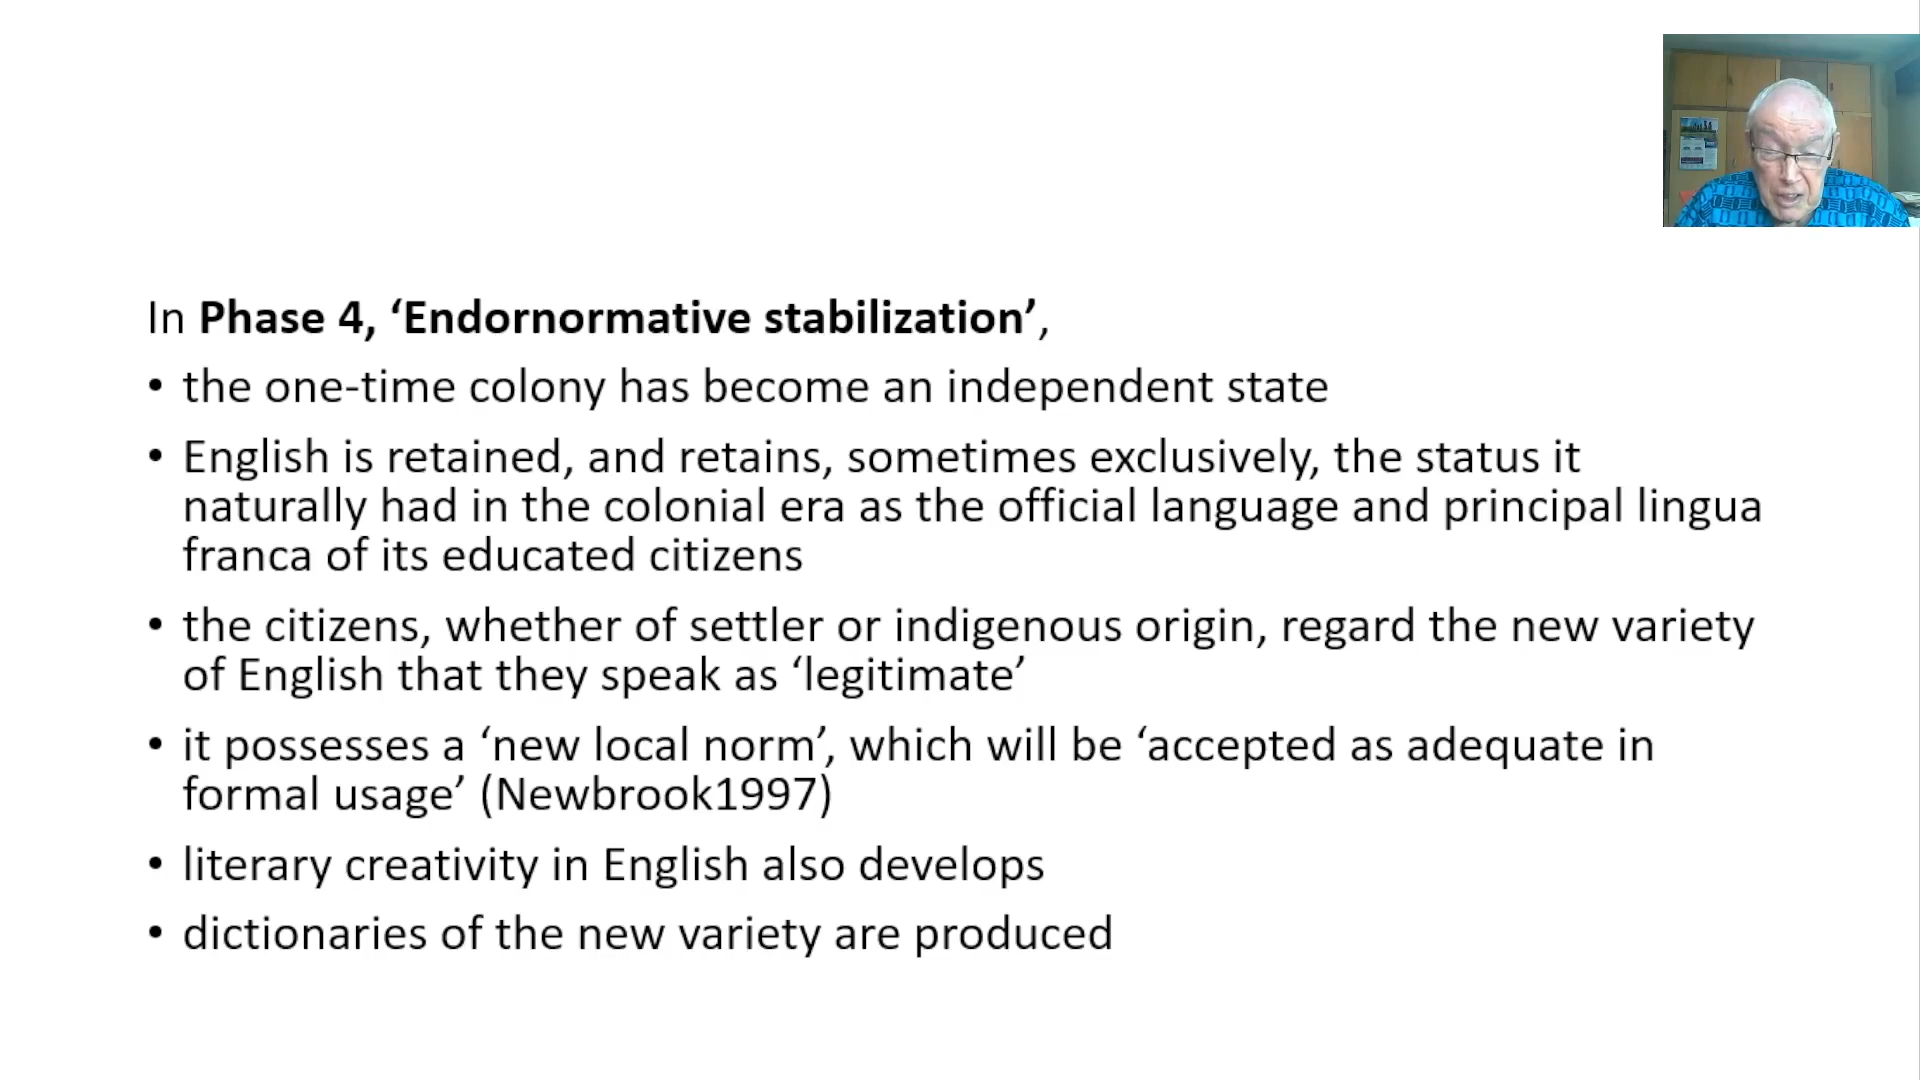 In Phase 4, ‘Endornormative stabilization’,
• the one-time colony has become an independent state
• English is retained, and retains, sometimes exclusively, the status it
naturally had in the colonial era as the official language and principal lingua
franca of its educated citizens
• the citizens, whether of settler or indigenous origin, regard the new variety
of English that they speak as ‘legitimate’
• it possesses a ‘new local norm’, which will be ‘accepted as adequate in
formal usage’ (Newbrook1997)
• literary creativity in English also develops
• dictionaries of the new variety are produced